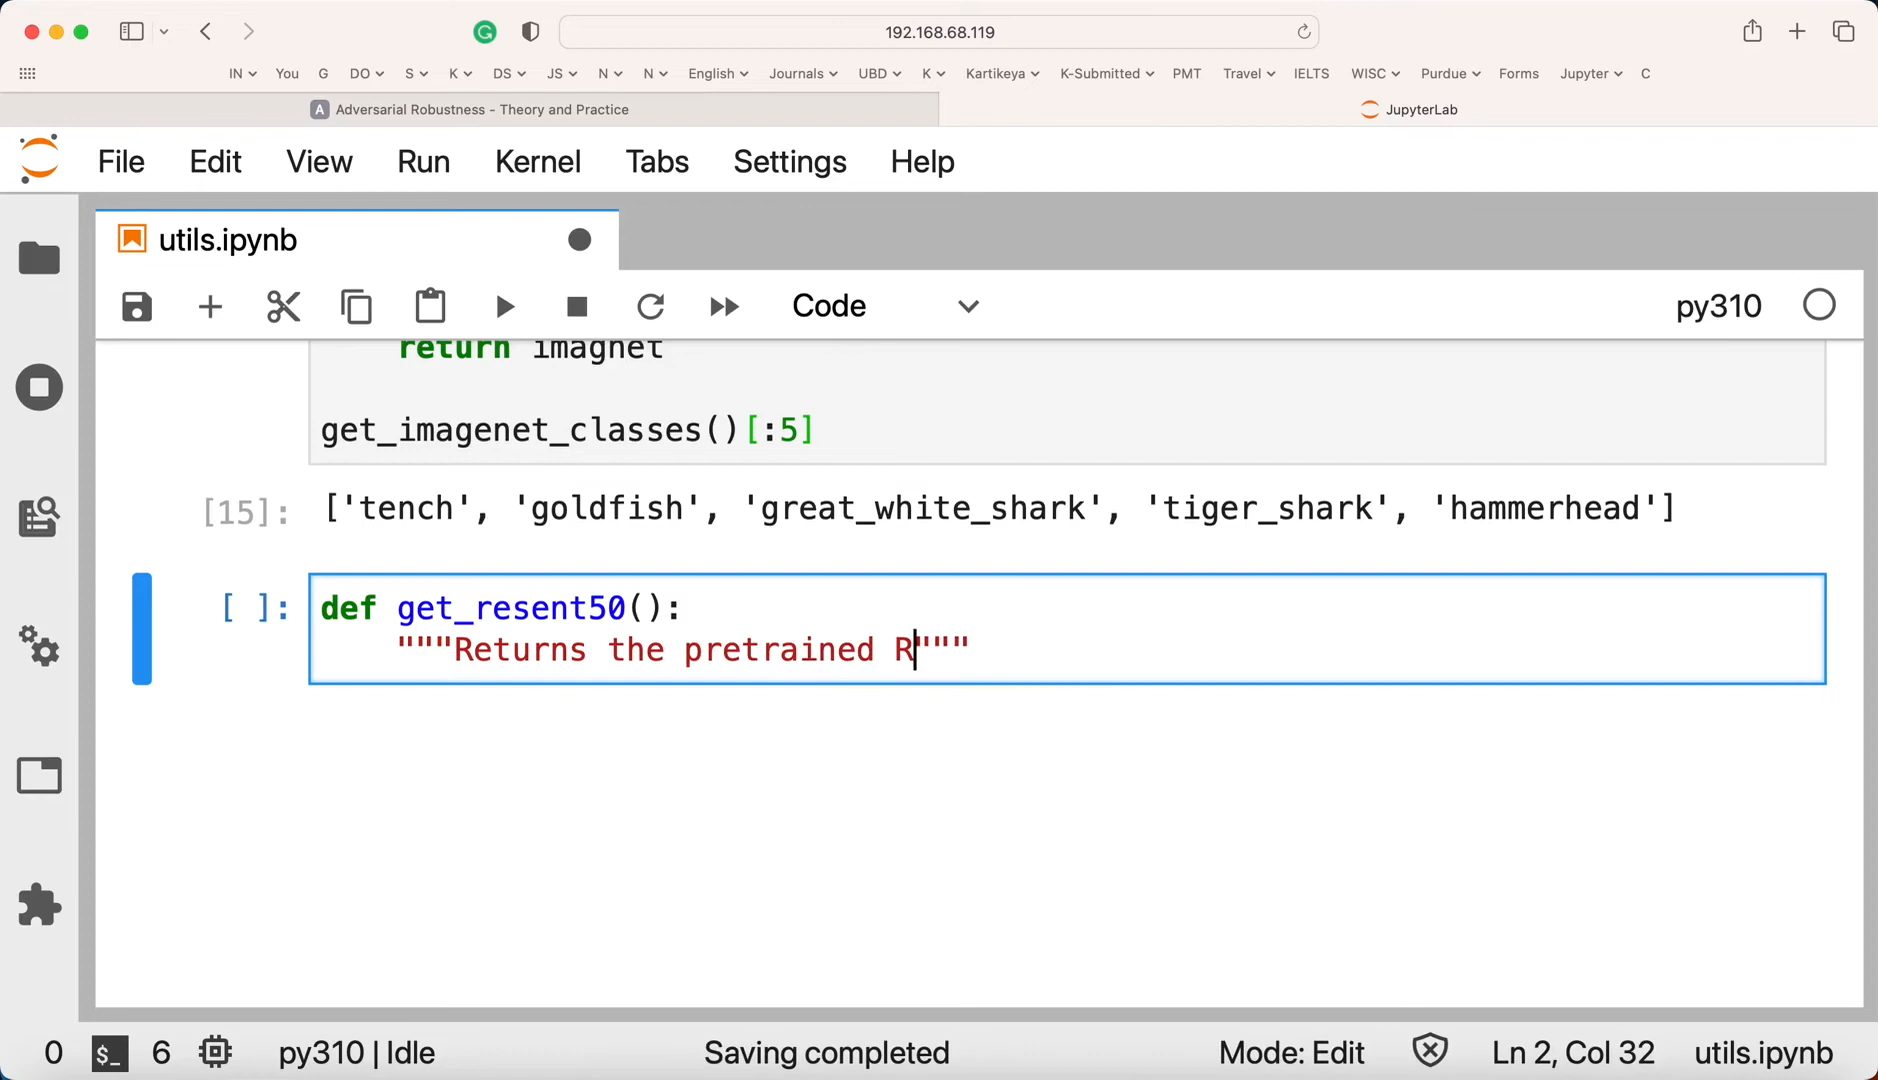 192.168.68.119
IN You G DO S K DS JS N N English Journals UBD K Kartikeya K-Submitted PMT Travel IELTS WISC Purdue Forms Jupyter C
A Adversarial Robustness - Theory and Practice JupyterLab
File Edit View Run Kernel Tabs Settings Help
utils.ipynb
Code py310
return imagnet
get_imagenet_classes()[:5]
[15]: ['tench', 'goldfish', 'great_white_shark', 'tiger_shark', 'hammerhead']
[ ]: def get_resent50():
"""Returns the pretrained R"""
0 $_ 6 py310 | Idle Saving completed Mode: Edit Ln 2, Col 32 utils.ipynb